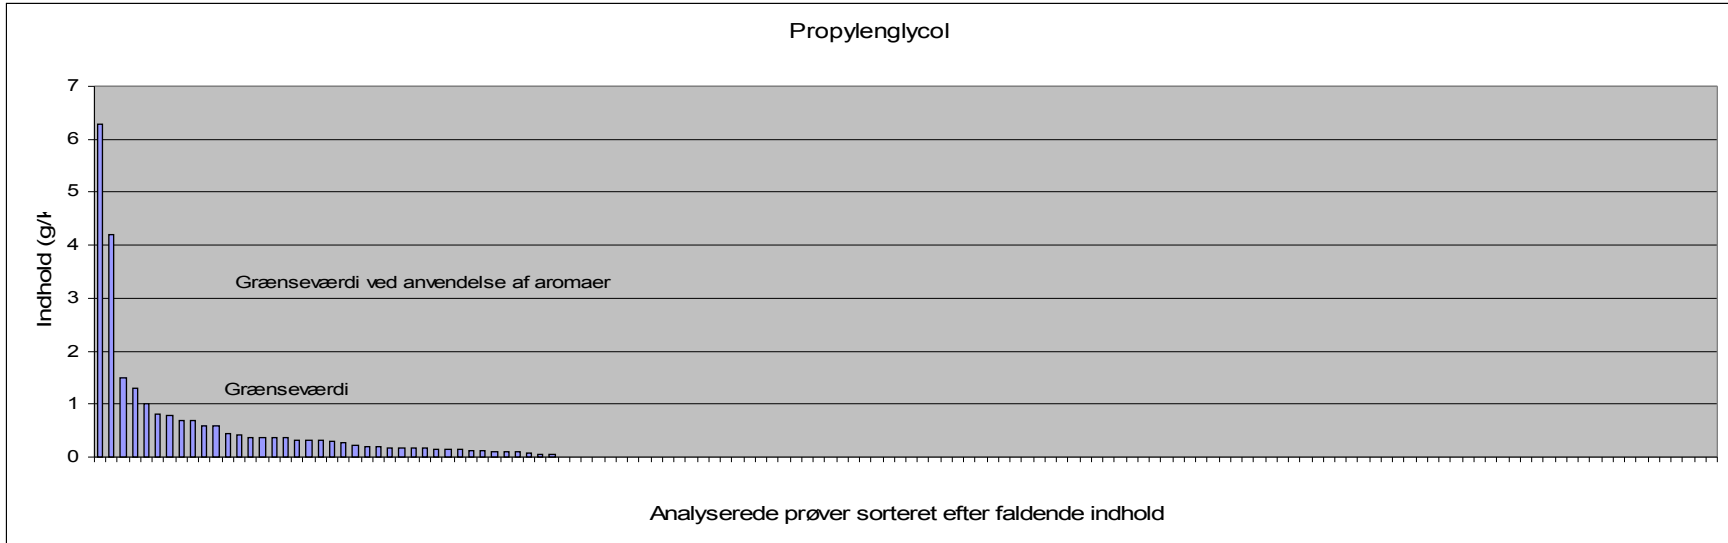 Propylenglycol
7
6
5
4
3
2
1
0
Indhold (g/k
Grænseværdi ved anvendelse af aromaer
Grænseværdi
Analyserede prøver sorteret efter faldende indhold